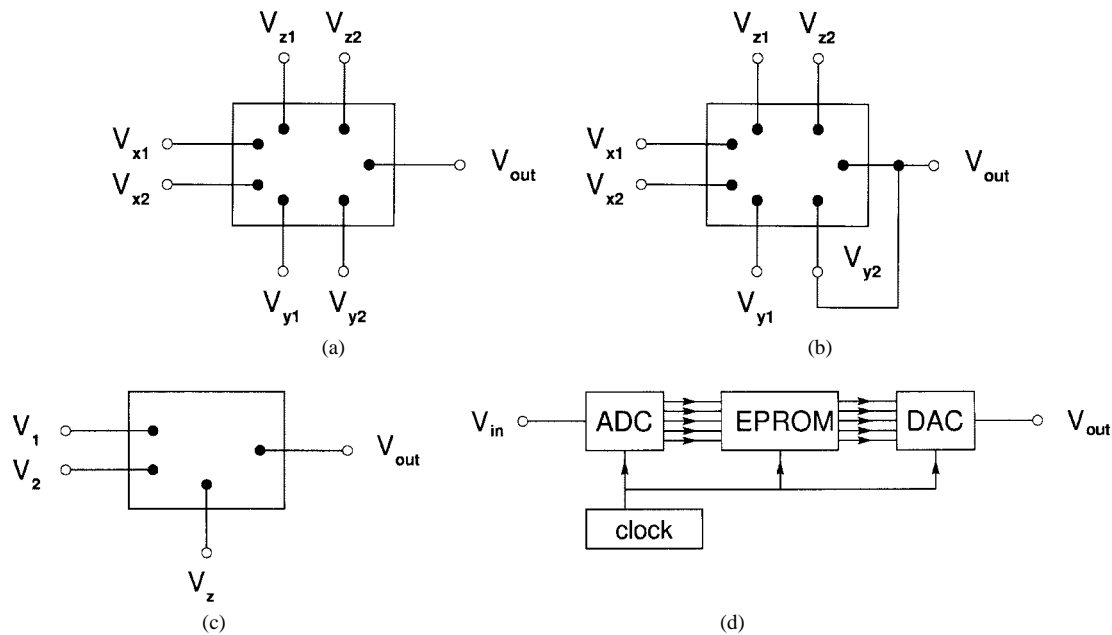 V_z1 V_z2
V_x1
V_x2
V_out
V_y1 V_y2
(a)
V_z1 V_z2
V_x1
V_x2
V_out
V_y2
V_y1
(b)
V_1
V_2
V_out
V_z
(c)
V_in ADC EPROM DAC V_out
clock
(d)